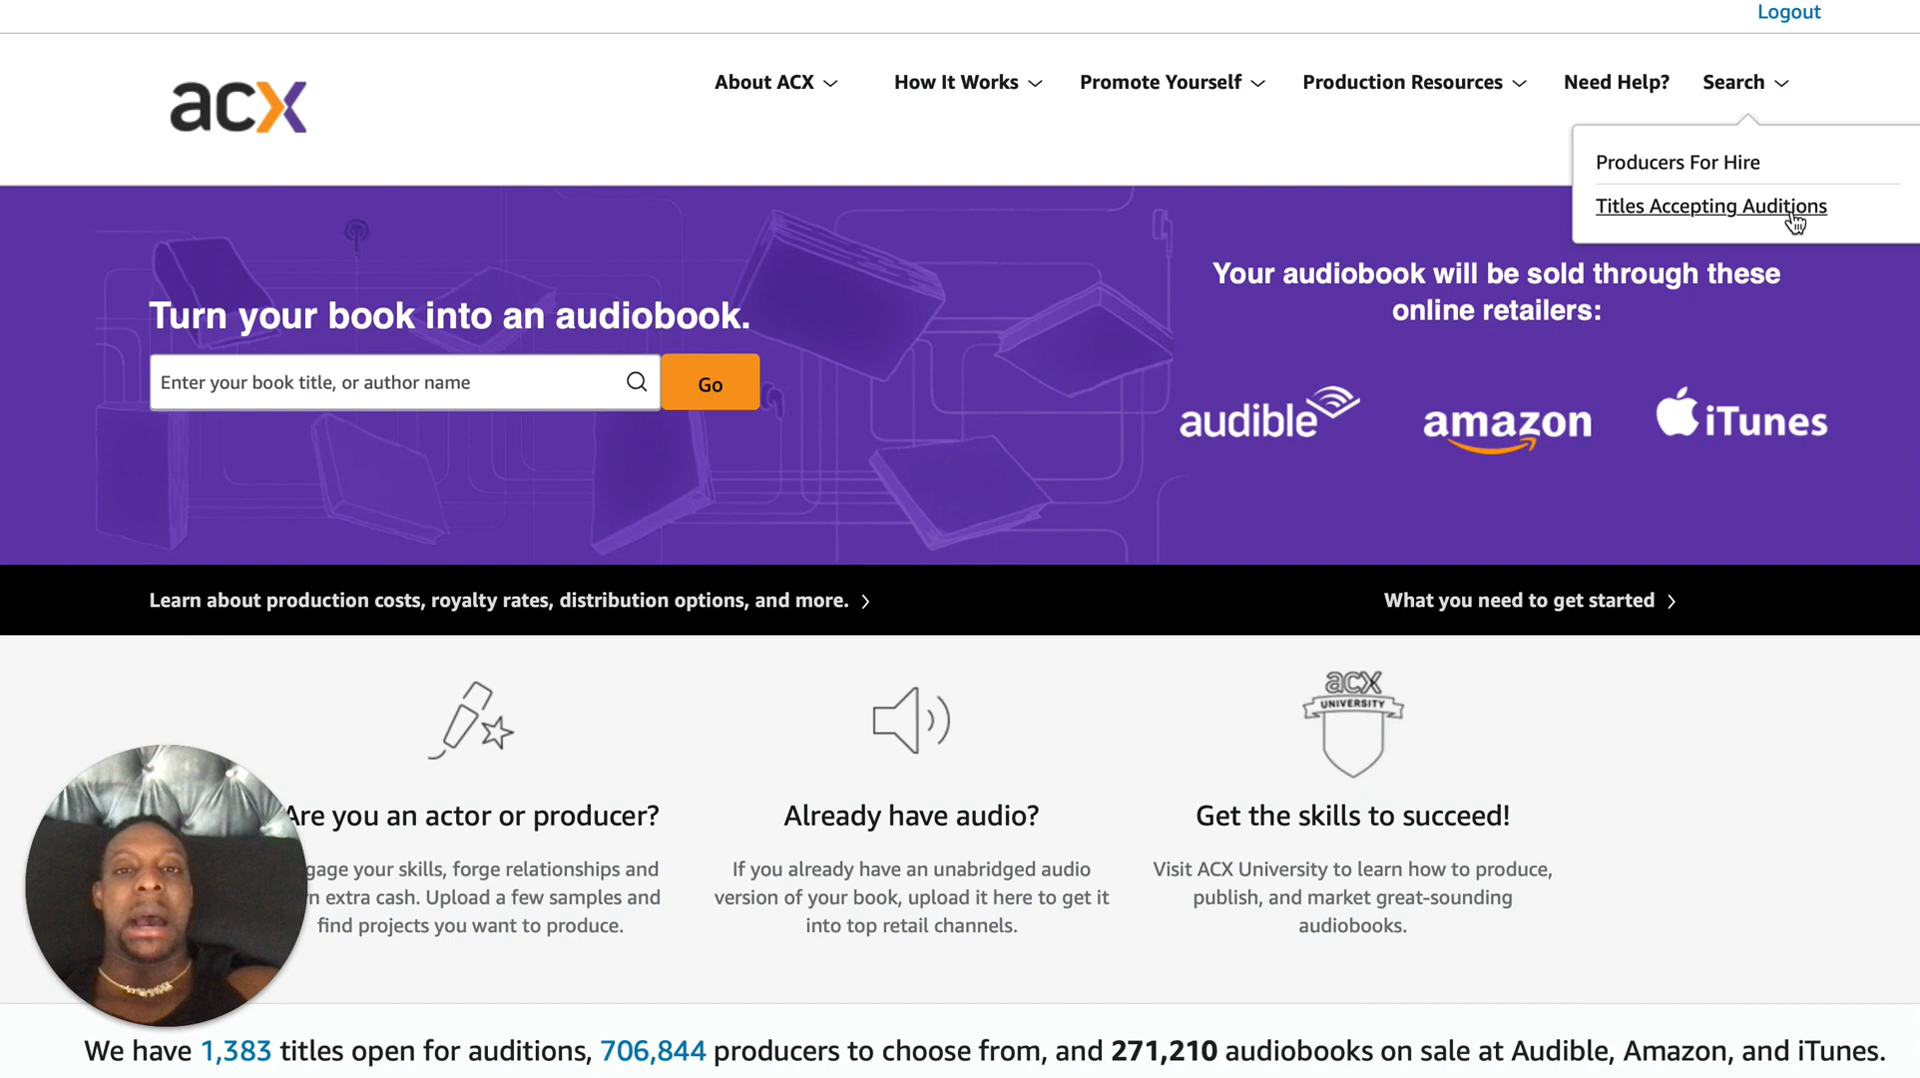 Logout
acx
About ACX
How It Works
Promote Yourself
Production Resources
Need Help?
Search
Producers For Hire
Titles Accepting Auditions
Turn your book into an audiobook.
Enter your book title, or author name
Go
Your audiobook will be sold through these
online retailers:
audible
amazon
iTunes
Learn about production costs, royalty rates, distribution options, and more.
What you need to get started
acx
UNIVERSITY
Are you an actor or producer?
gage your skills, forge relationships and
n extra cash. Upload a few samples and
find projects you want to produce.
Already have audio?
If you already have an unabridged audio
version of your book, upload it here to get it
into top retail channels.
Get the skills to succeed!
Visit ACX University to learn how to produce,
publish, and market great-sounding
audiobooks.
We have 1,383 titles open for auditions, 706,844 producers to choose from, and 271,210 audiobooks on sale at Audible, Amazon, and iTunes.